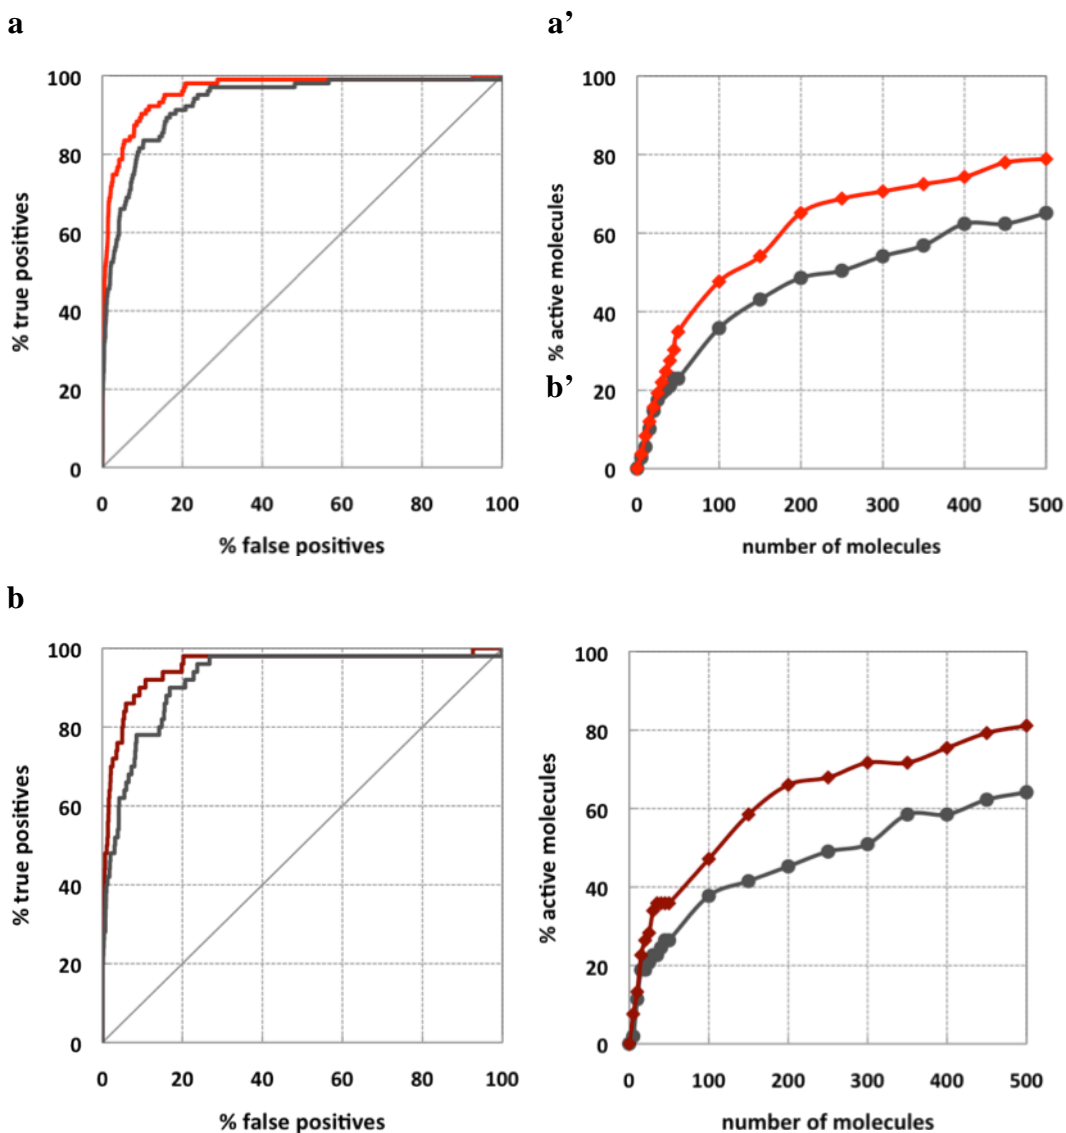 a
a'
100
80
60
40
20
0
% true positives
0 20 40 60 80 100
% false positives
100
80
60
40
20
0
% active molecules
b'
0 100 200 300 400 500
number of molecules
b
100
80
60
40
20
0
% true positives
0 20 40 60 80 100
% false positives
100
80
60
40
20
0
% active molecules
0 100 200 300 400 500
number of molecules